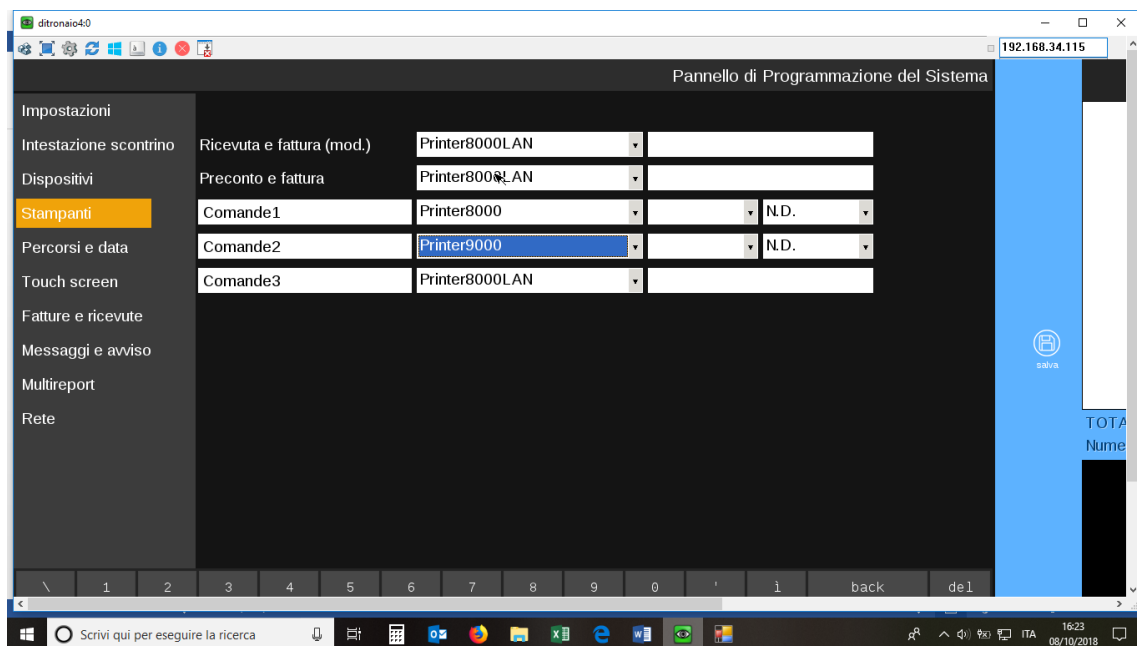 ditronaio4:0
192.168.34.115
Pannello di Programmazione del Sistema
Impostazioni
Intestazione scontrino
Ricevuta e fattura (mod.)
Printer8000LAN
Dispositivi
Preconto e fattura
Printer8000LAN
Stampanti
Comande1
Printer8000
N.D.
Percorsi e data
Comande2
Printer9000
N.D.
Touch screen
Comande3
Printer8000LAN
Fatture e ricevute
Messaggi e avviso
Multireport
Rete
salva
TOTA
Nume
\ 1 2 3 4 5 6 7 8 9 0 ' ì back del
Scrivi qui per eseguire la ricerca
ITA
16:23
08/10/2018